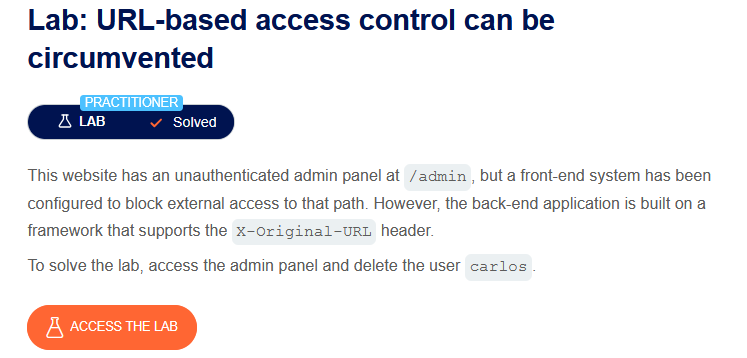 Lab: URL-based access control can be
circumvented
PRACTITIONER
LAB Solved
This website has an unauthenticated admin panel at /admin, but a front-end system has been
configured to block external access to that path. However, the back-end application is built on a
framework that supports the X-Original-URL header.
To solve the lab, access the admin panel and delete the user carlos.
ACCESS THE LAB